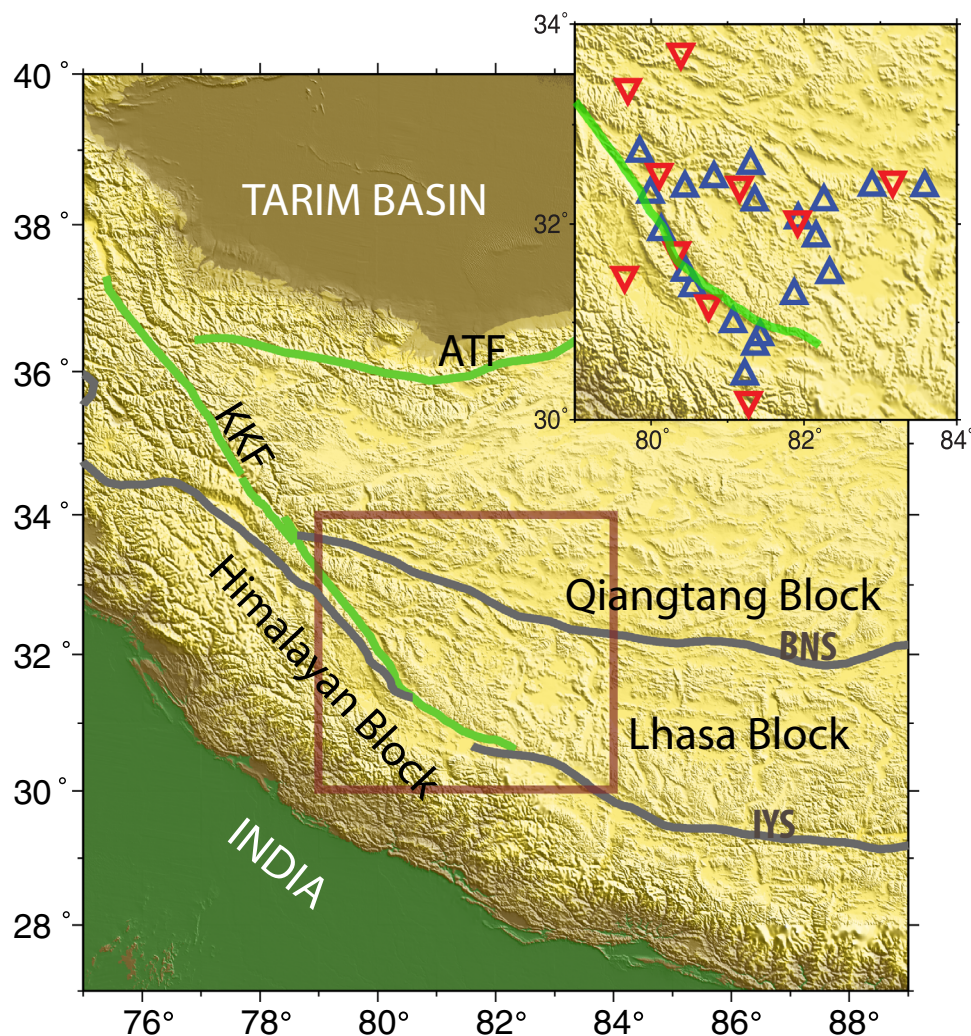 34°
32°
30°
80°
82°
84°
40°
38°
36°
34°
32°
30°
28°
TARIM BASIN
ATF
KKF
Himalayan Block
Qiangtang Block
BNS
Lhasa Block
IYS
INDIA
76°
78°
80°
82°
84°
86°
88°